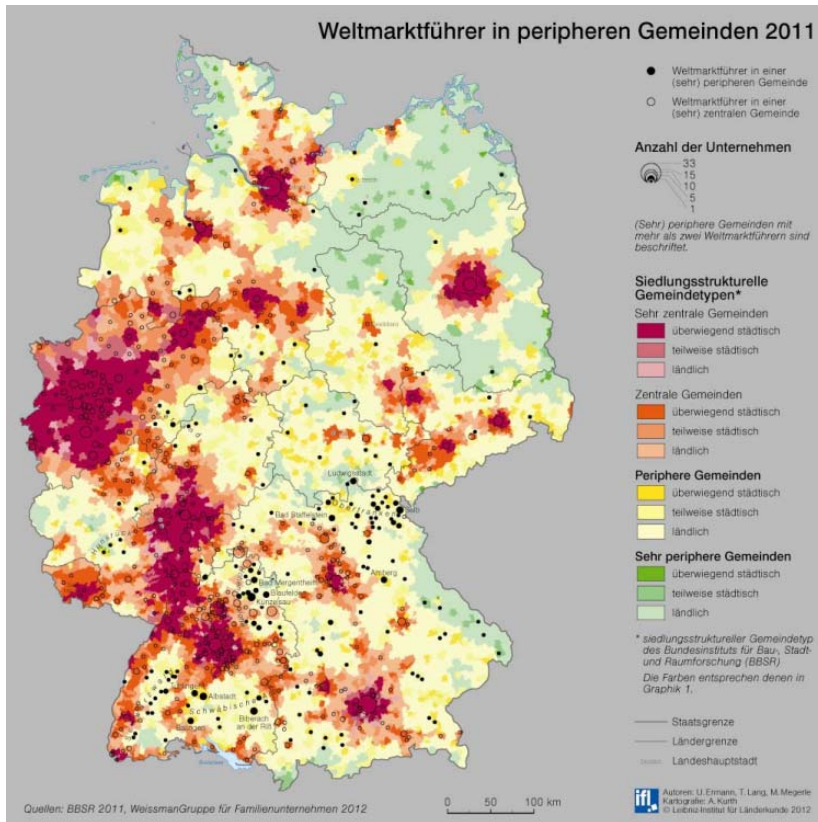 Weltmarktführer in peripheren Gemeinden 2011
Weltmarktführer in einer
(sehr) peripheren Gemeinde
Weltmarktführer in einer
(sehr) zentralen Gemeinde
Anzahl der Unternehmen
33
15
10
5
1
(Sehr) periphere Gemeinden mit
mehr als zwei Weltmarktführern sind
beschriftet.
Siedlungsstrukturelle
Gemeindetypen*
Sehr zentrale Gemeinden
überwiegend städtisch
teilweise städtisch
ländlich
Zentrale Gemeinden
überwiegend städtisch
teilweise städtisch
ländlich
Periphere Gemeinden
überwiegend städtisch
teilweise städtisch
ländlich
Sehr periphere Gemeinden
überwiegend städtisch
teilweise städtisch
ländlich
* siedlungsstruktureller Gemeindetyp
des Bundesinstituts für Bau-, Stadt-
und Raumforschung (BBSR)
Die Farben entsprechen denen in
Graphik 1.
Staatsgrenze
Ländergrenze
Landeshauptstadt
Ludwigsstadt
Bad Staffelstein
Oberfranken
Selb
Amberg
Bad Mergentheim
Blaufelden
Künzelsau
Albstadt
Schwäbische
Biberach
an der Riß
Quellen: BBSR 2011, WeissmanGruppe für Familienunternehmen 2012
0 50 100 km
ifl
Autoren: U. Ermann, T. Lang, M. Megerle
Kartografie: A. Kurth
© Leibniz-Institut für Länderkunde 2012